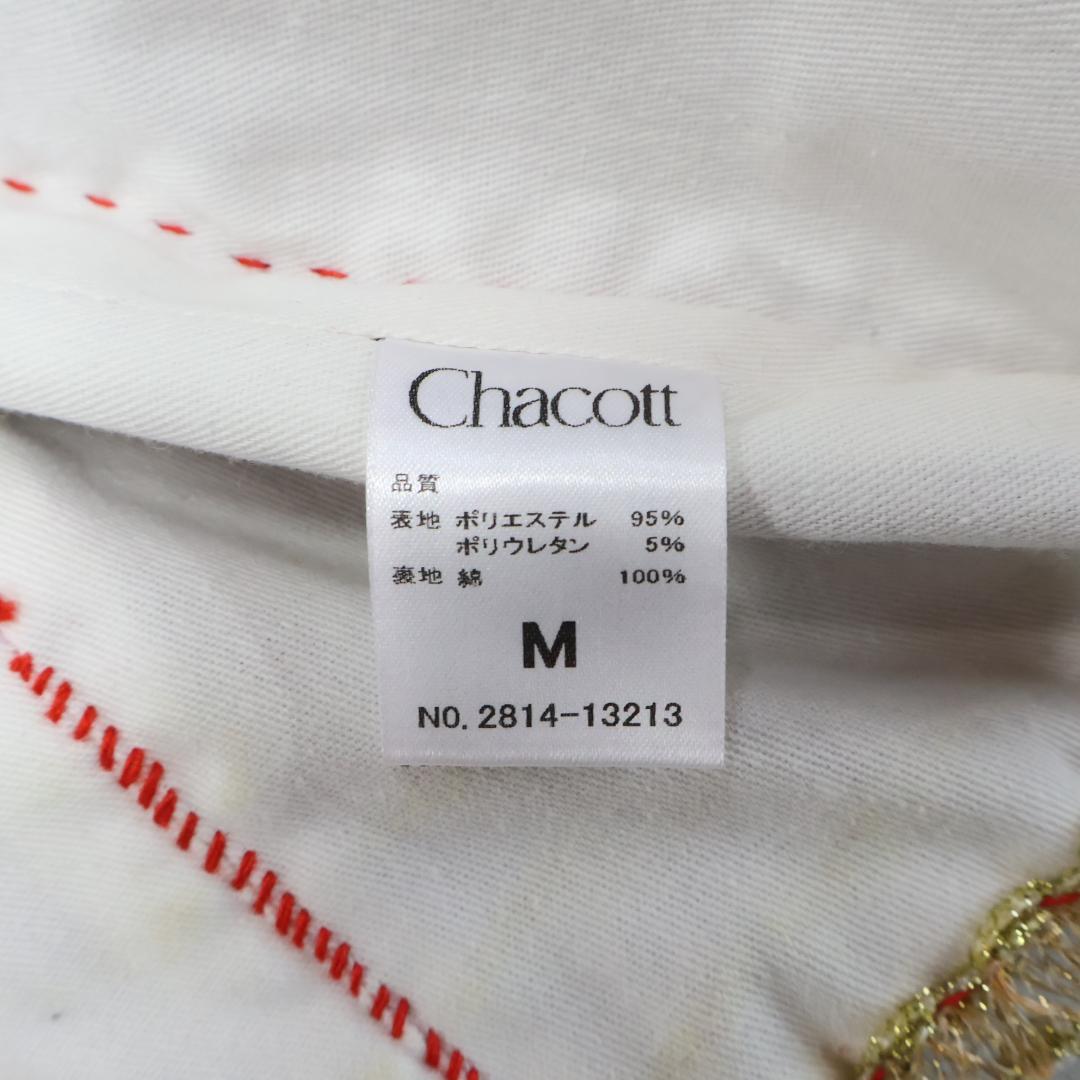 Chacott
品質
表地 ポリエステル 95%
ポリウレタン 5%
裏地 綿 100%
M
NO. 2814-13213